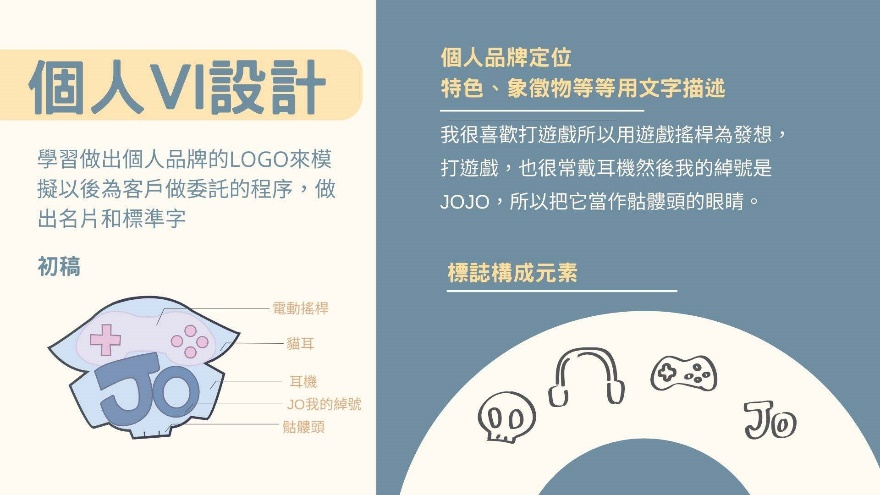 個人VI設計
學習做出個人品牌的LOGO來模
擬以後為客戶做委託的程序，做
出名片和標準字
初稿
電動搖桿
貓耳
耳機
JO我的綽號
骷髏頭
Jo
個人品牌定位
特色、象徵物等等用文字描述
我很喜歡打遊戲所以用遊戲搖桿為發想，
打遊戲，也很常戴耳機然後我的綽號是
JOJO，所以把它當作骷髏頭的眼睛。
標誌構成元素
Jo